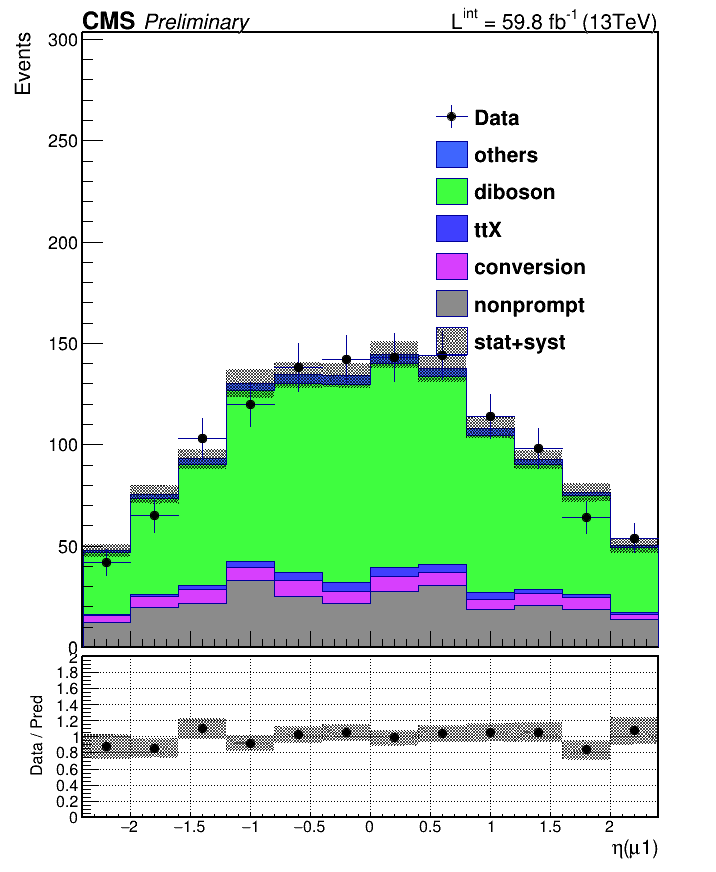 CMS Preliminary L^int = 59.8 fb^-1 (13TeV)
Events
300
250
200
150
100
50
0
Data
others
diboson
ttX
conversion
nonprompt
stat+syst
Data / Pred
2
1.8
1.6
1.4
1.2
1
0.8
0.6
0.4
0.2
0
−2 −1.5 −1 −0.5 0 0.5 1 1.5 2
η(μ1)